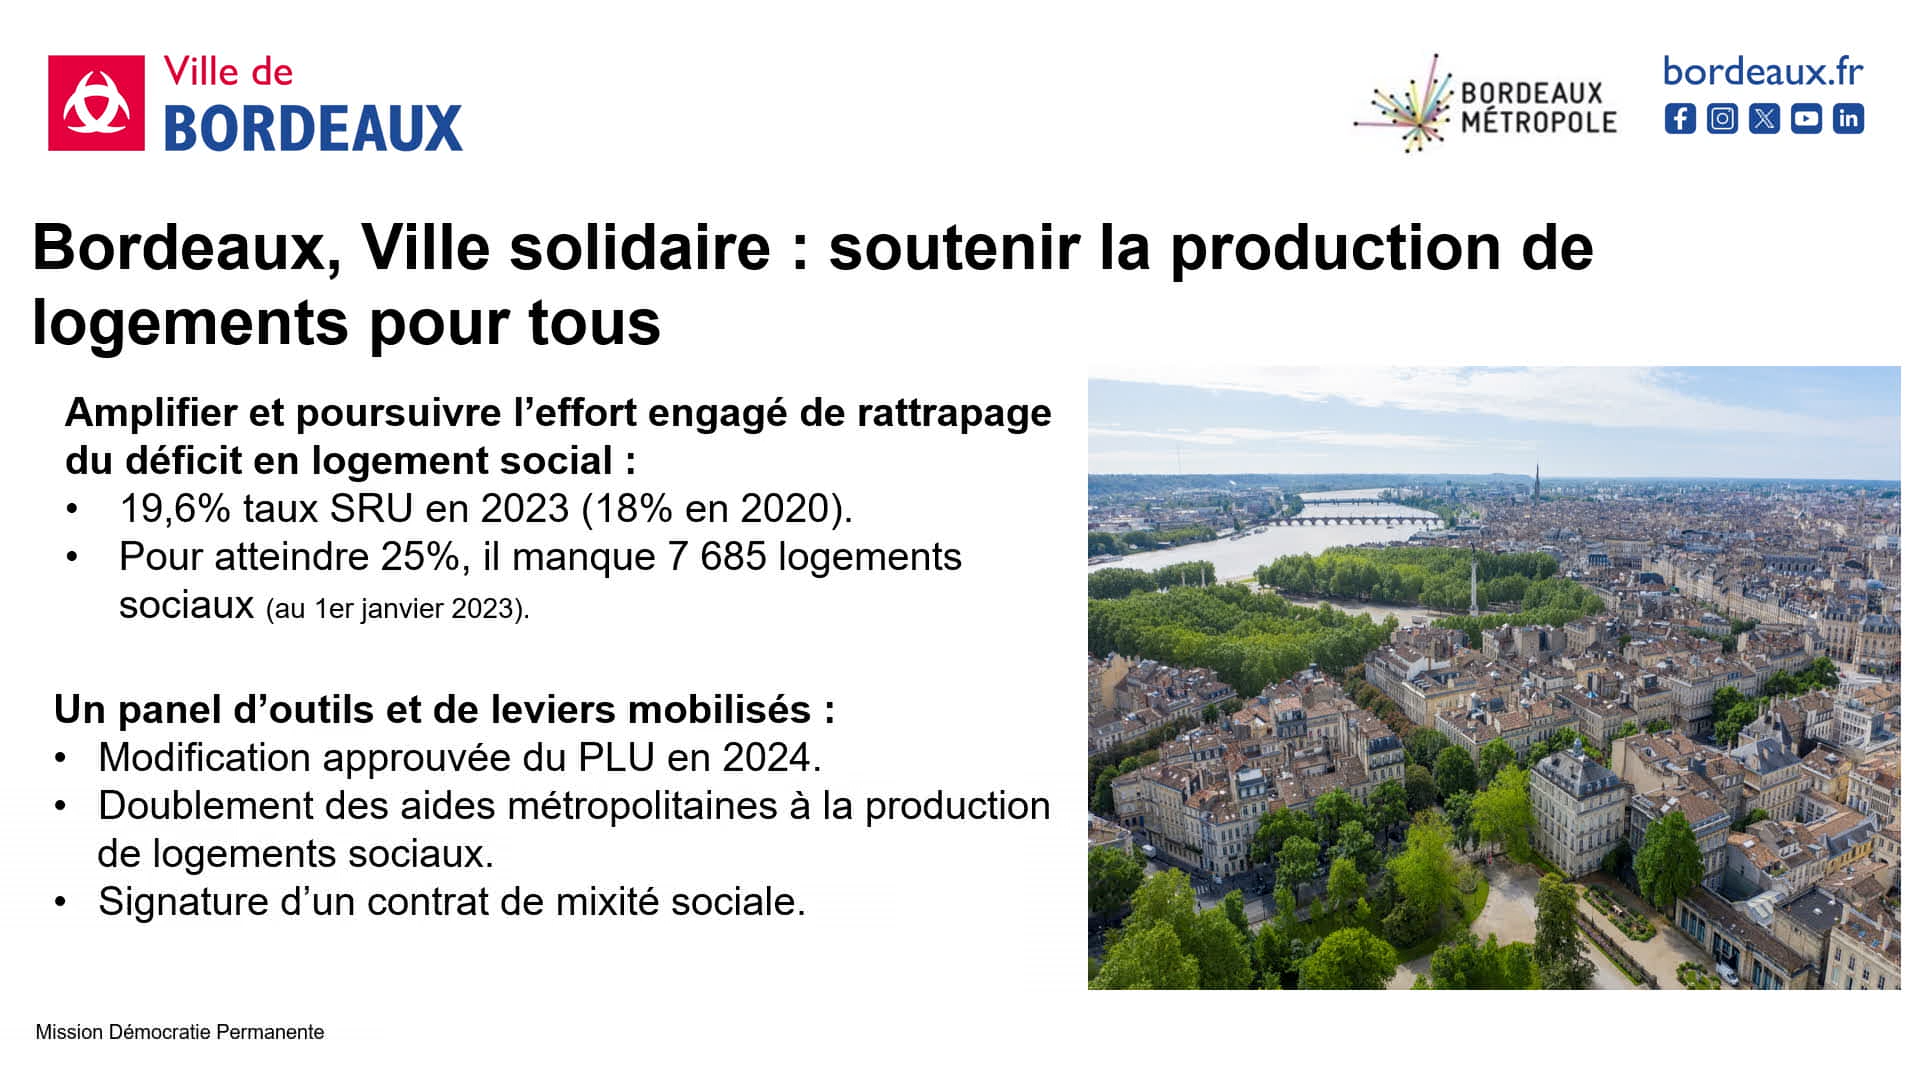 Ville de
BORDEAUX
BORDEAUX
MÉTROPOLE
bordeaux.fr
Bordeaux, Ville solidaire : soutenir la production de
logements pour tous
Amplifier et poursuivre l’effort engagé de rattrapage
du déficit en logement social :
• 19,6% taux SRU en 2023 (18% en 2020).
• Pour atteindre 25%, il manque 7 685 logements
sociaux (au 1er janvier 2023).
Un panel d’outils et de leviers mobilisés :
• Modification approuvée du PLU en 2024.
• Doublement des aides métropolitaines à la production
de logements sociaux.
• Signature d’un contrat de mixité sociale.
Mission Démocratie Permanente